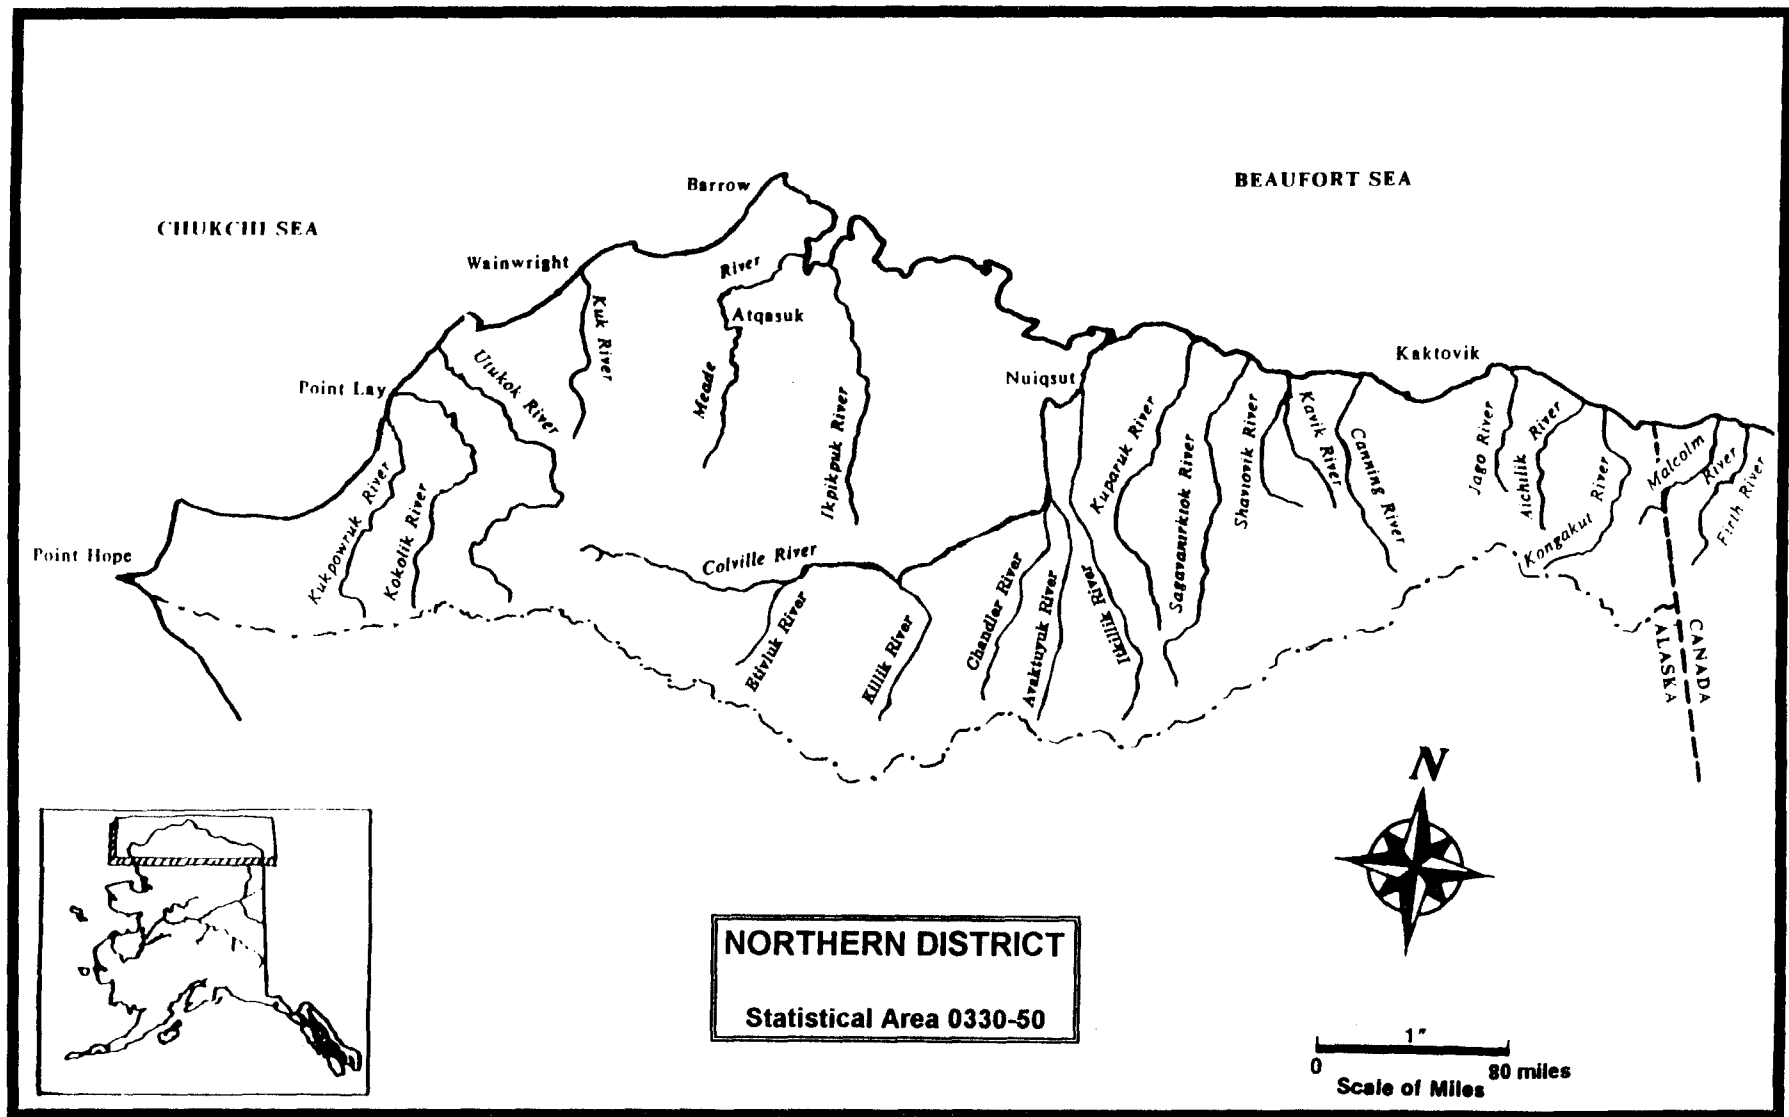 BEAUFORT SEA
CHUKCHI SEA
Barrow
Wainwright
River
Atqasuk
Meade
Kuk River
Utukok River
Point Lay
Kaktovik
Nuiqsut
Ikpikpuk River
Kukpowruk River
Kokolik River
Point Hope
Colville River
Etivluk River
Killik River
Chandler River
Avaktuyuk River
Itkillik River
Kuparuk River
Sagavanirktok River
Shaviovik River
Kavik River
Canning River
Jago River
Aichilik River
Kongakut River
Malcolm River
Firth River
ALASKA
CANADA
N
NORTHERN DISTRICT
Statistical Area 0330-50
1"
0
80 miles
Scale of Miles